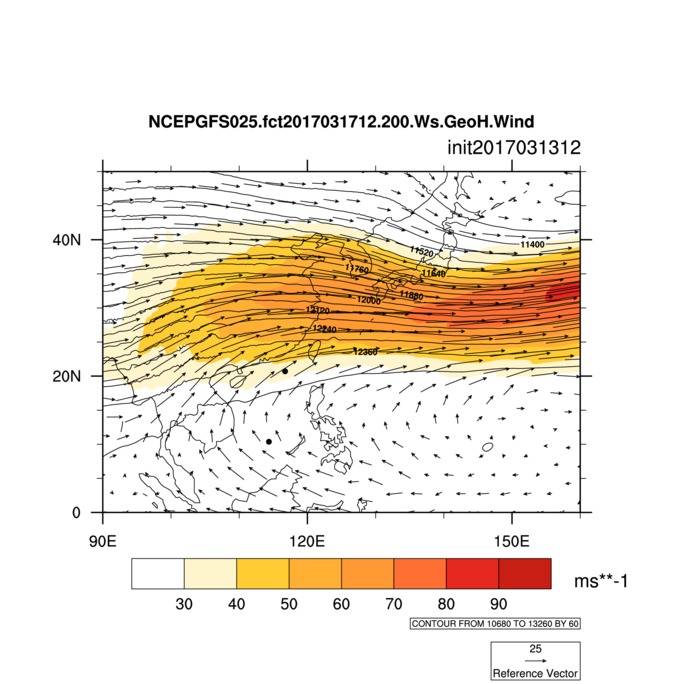 NCEPGFS025.fct2017031712.200.Ws.GeoH.Wind
init2017031312
40N
20N
0
11400
11520
11640
11760
11880
12000
12120
12240
12360
90E 120E 150E
30 40 50 60 70 80 90
ms**-1
CONTOUR FROM 10680 TO 13260 BY 60
25
Reference Vector